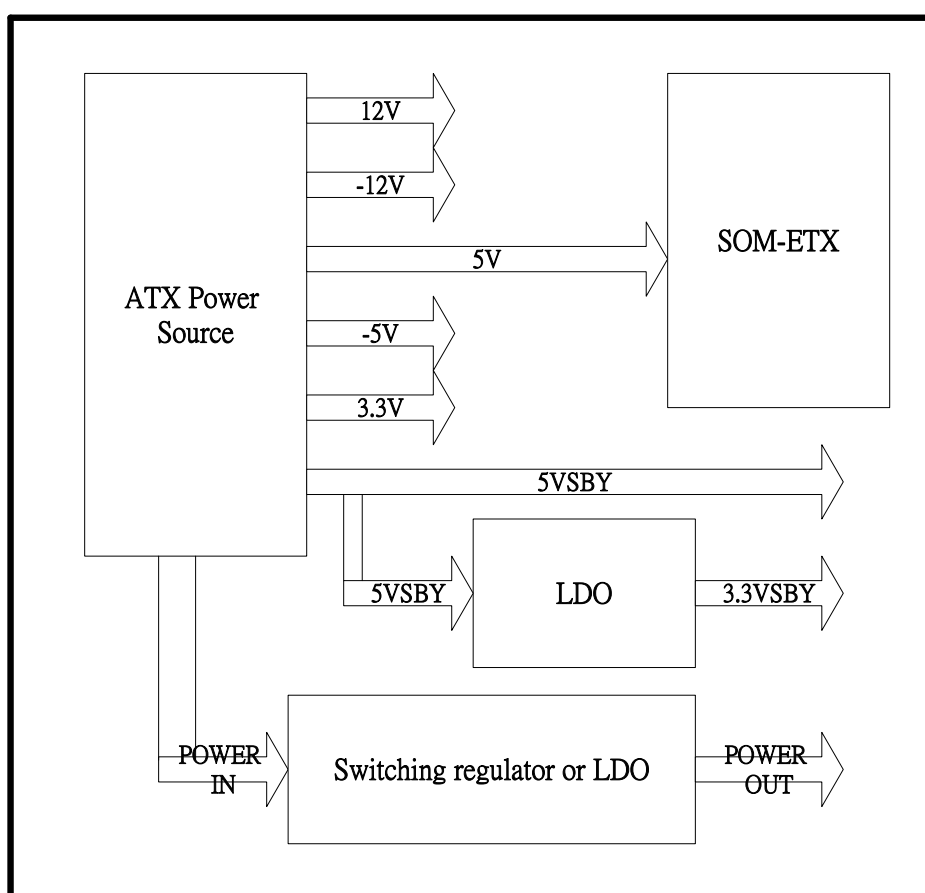 12V
-12V
5V
SOM-ETX
ATX Power
Source
-5V
3.3V
5VSBY
5VSBY
LDO
3.3VSBY
POWER
IN
Switching regulator or LDO
POWER
OUT